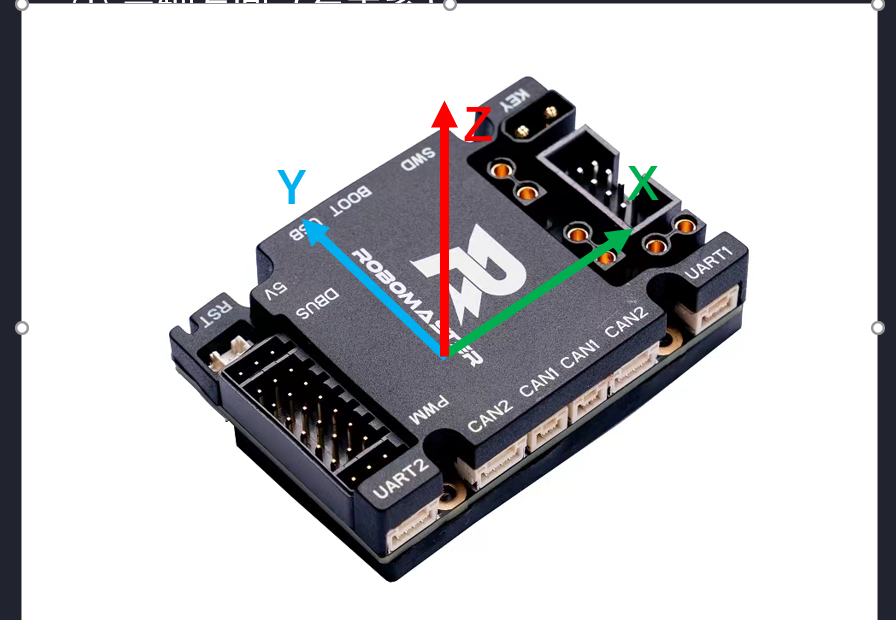 KEY
Z
SWD
X
Y
BOOT
USB
ROBOMASTER
UART1
5V
DBUS
RST
CAN2
CAN1
CAN1
PWM
CAN2
UART2